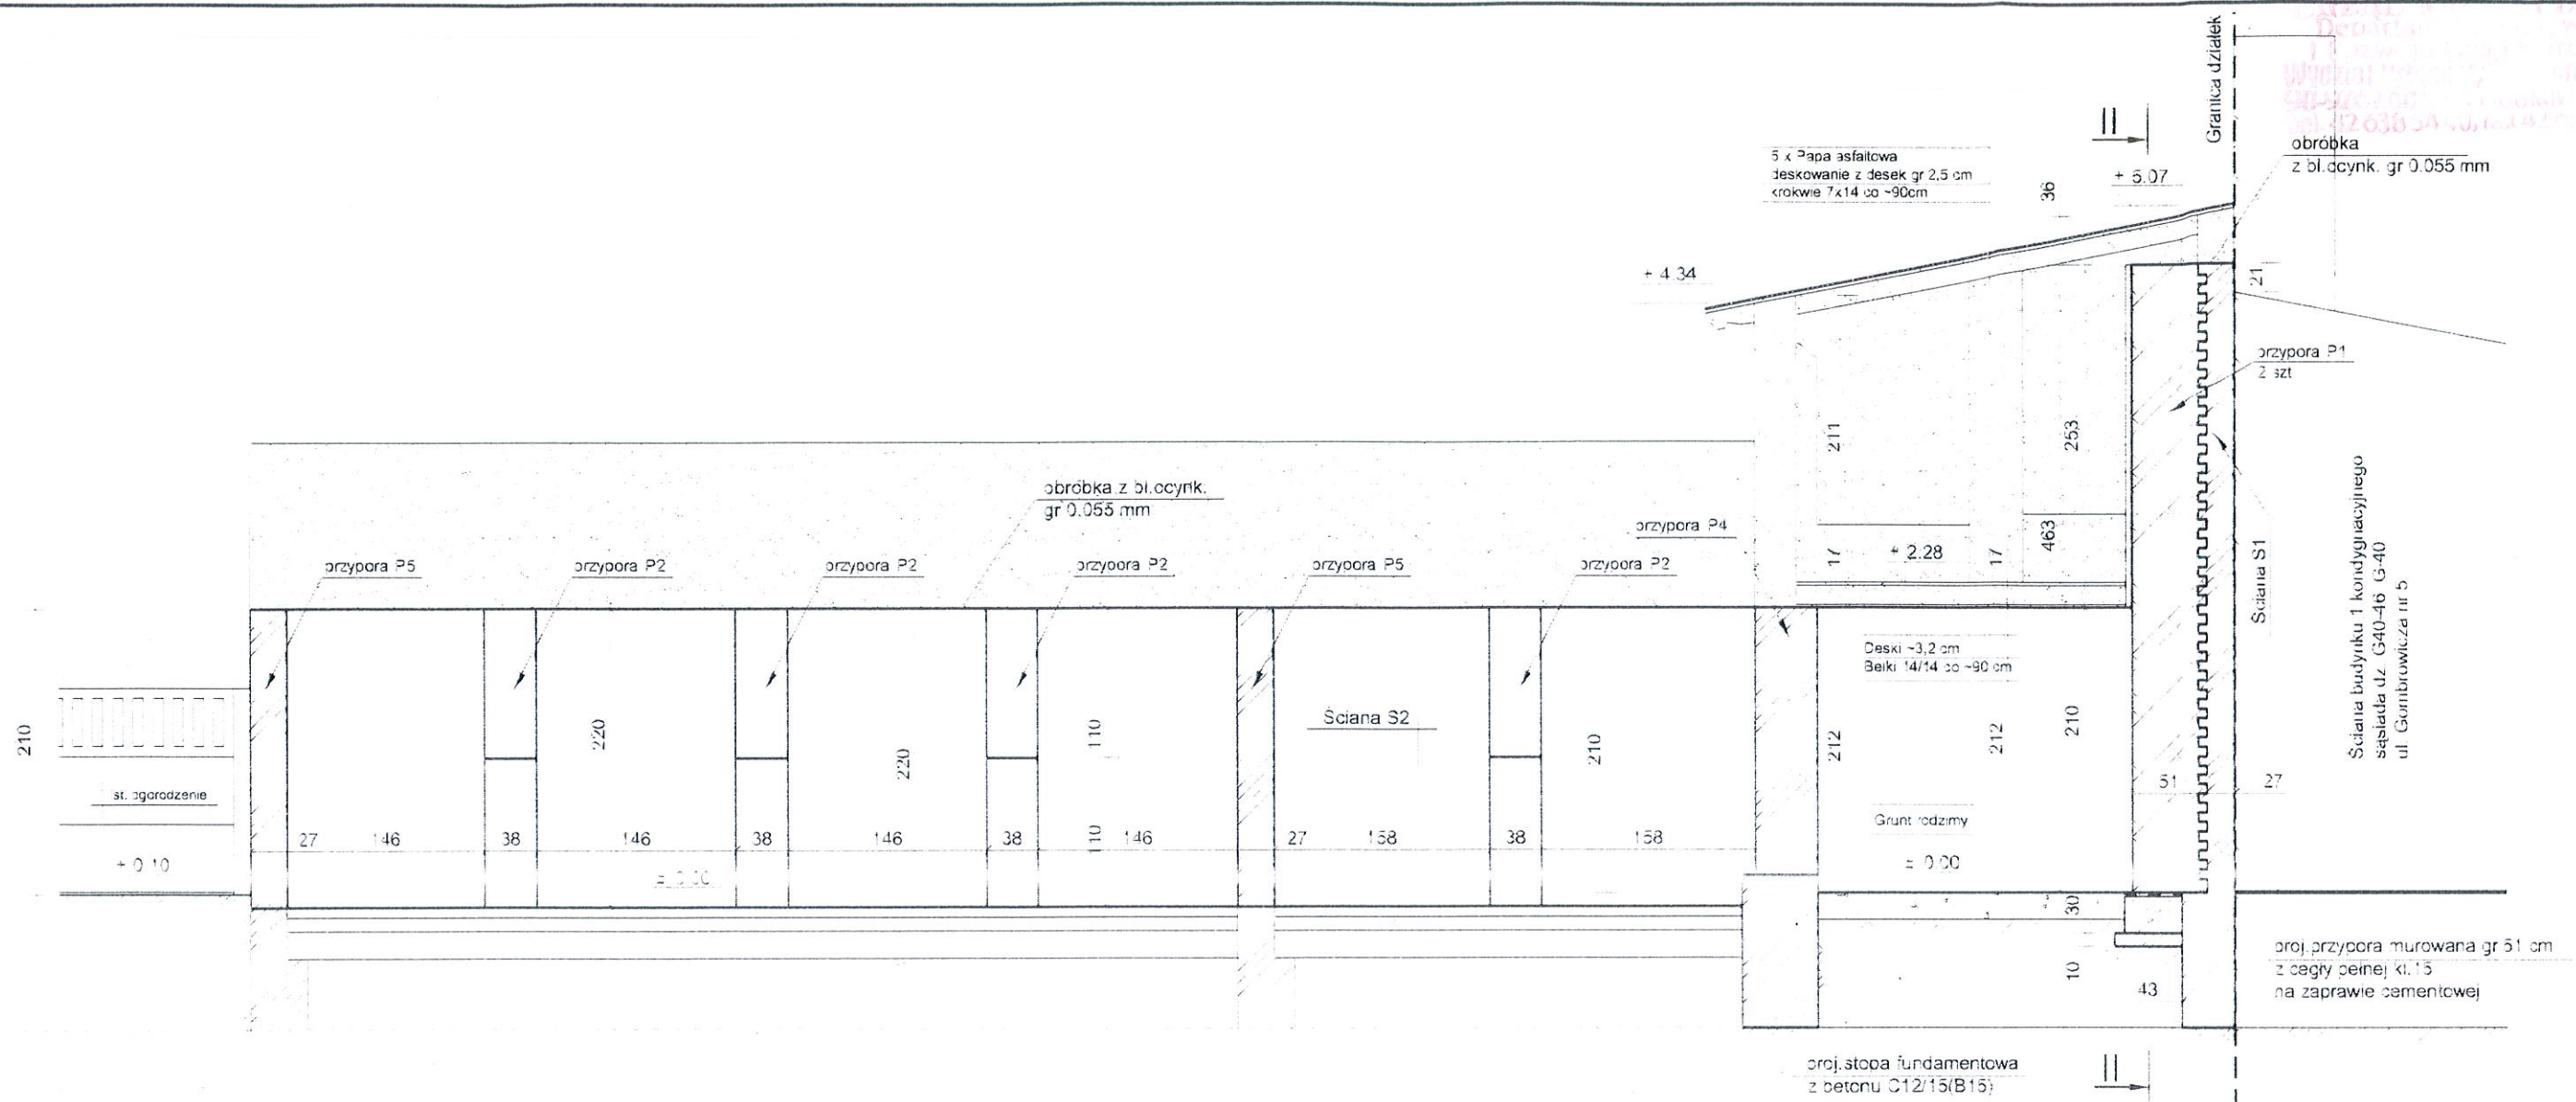 Granica działek
II
obróbka
z bl.ocynk. gr 0.055 mm
5 x Papa asfaltowa
deskowanie z desek gr 2,5 cm
krokwie 7x14 co ~90cm
36
+ 5.07
+ 4.34
21
przypora P1
2 szt
211
253
obróbka z bl.ocynk.
gr 0.055 mm
przypora P4
17
+ 2.28
17
463
przypora P5
przypora P2
przypora P2
przypora P2
przypora P5
przypora P2
Ściana S1
Ściana budynku 1 kondygnacyjnego
sąsiada dz. G40-46 G-40
ul. Gombrowicza nr 5
Deski ~3,2 cm
Belki 14/14 co ~90 cm
210
220
220
110
Ściana S2
210
212
212
210
51
27
st. ogorodzenie
Grunt rodzimy
27
146
38
146
38
146
38
110
146
27
158
38
158
+ 0.10
± 0.00
± 0.00
30
10
43
proj.przypora murowana gr 51 cm
z cegły pełnej kl.15
na zaprawie cementowej
proj.stopa fundamentowa
z betonu C12/15(B15)
II